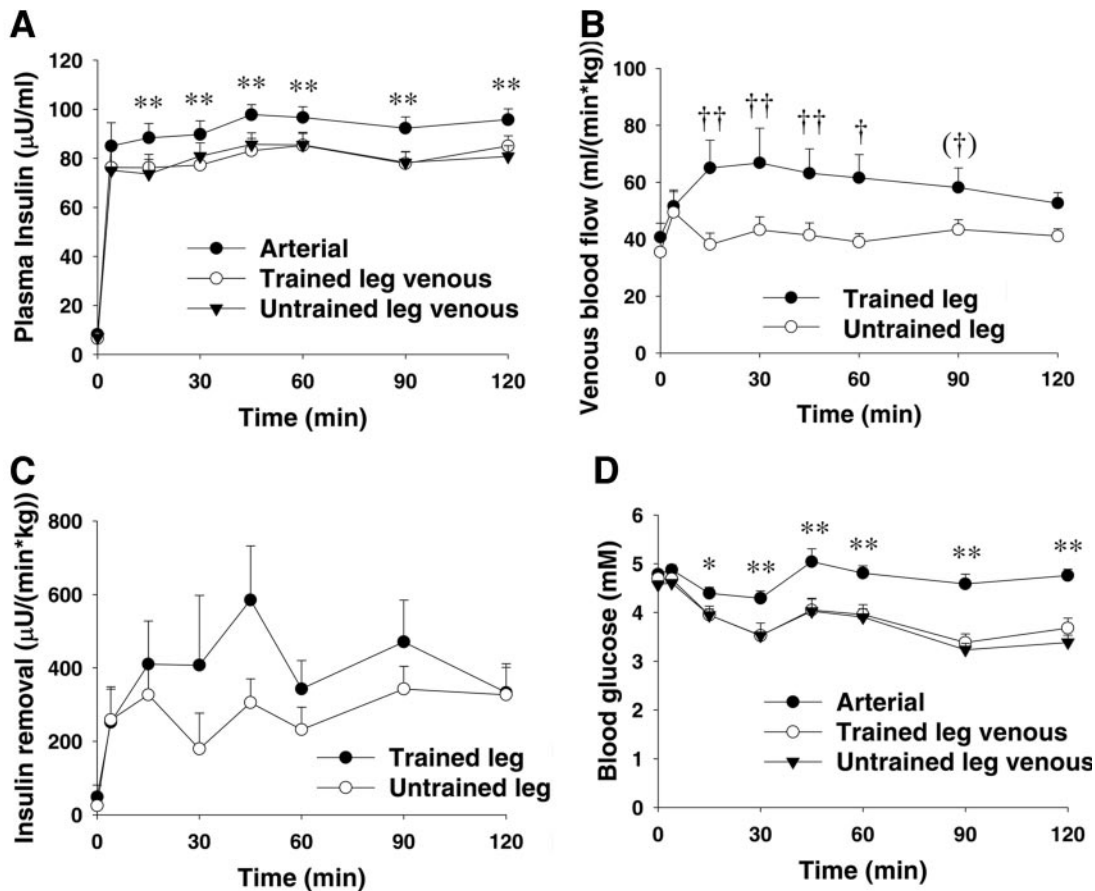 A
Plasma Insulin (µU/ml)
120
100
80
60
40
20
0
** ** ** ** ** **
Arterial
Trained leg venous
Untrained leg venous
0 30 60 90 120
Time (min)
B
Venous blood flow (ml/(min*kg))
100
80
60
40
20
0
†† †† †† † (†)
Trained leg
Untrained leg
0 30 60 90 120
Time (min)
C
Insulin removal (µU/(min*kg))
800
600
400
200
0
Trained leg
Untrained leg
0 30 60 90 120
Time (min)
D
Blood glucose (mM)
6
5
4
3
2
1
0
* ** ** ** ** **
Arterial
Trained leg venous
Untrained leg venous
0 30 60 90 120
Time (min)